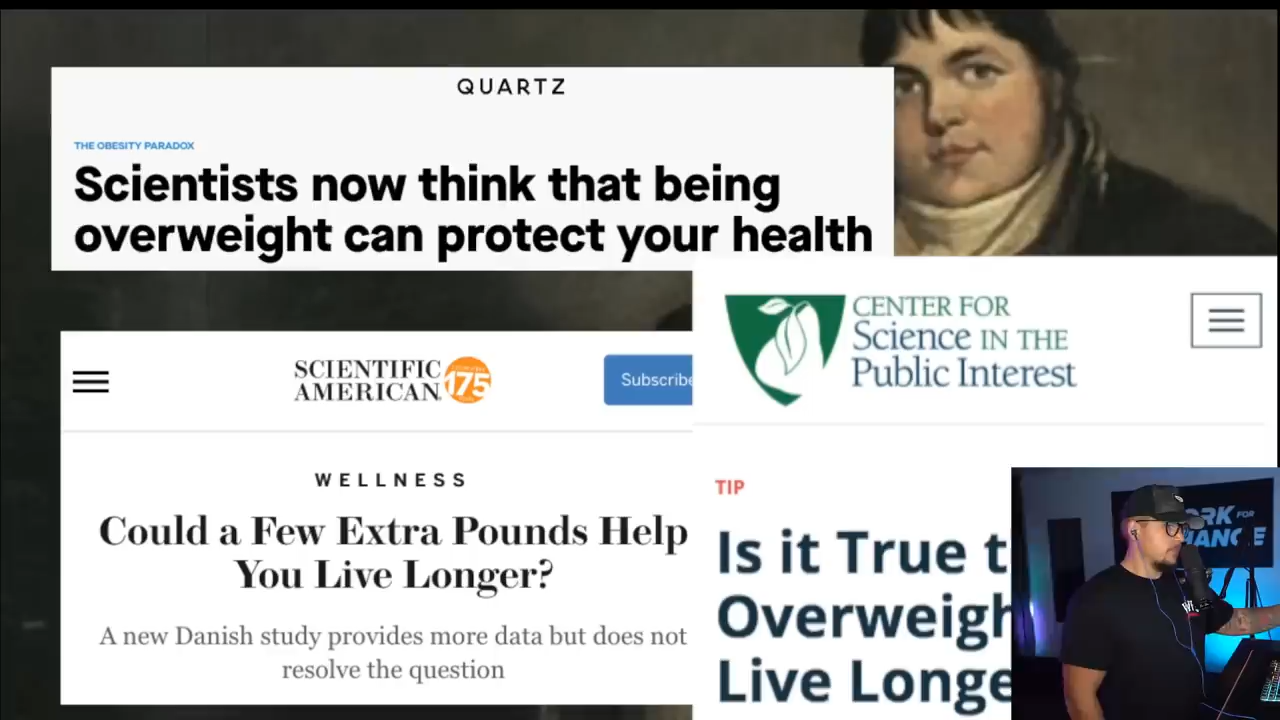 QUARTZ
THE OBESITY PARADOX
Scientists now think that being
overweight can protect your health
SCIENTIFIC
AMERICAN
175
Subscribe
WELLNESS
Could a Few Extra Pounds Help
You Live Longer?
A new Danish study provides more data but does not
resolve the question
CENTER FOR
Science IN THE
Public Interest
TIP
Is it True t
Overweigh
Live Longe
FOR